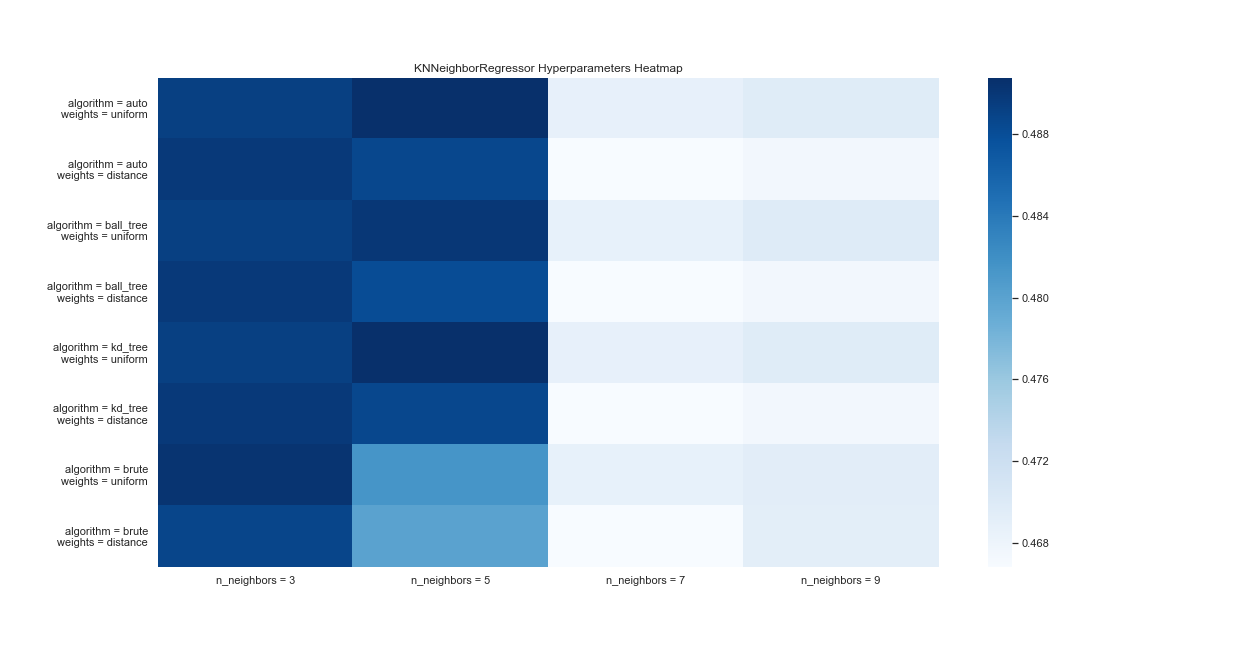 KNNeighborRegressor Hyperparameters Heatmap
algorithm = auto
weights = uniform
algorithm = auto
weights = distance
algorithm = ball_tree
weights = uniform
algorithm = ball_tree
weights = distance
algorithm = kd_tree
weights = uniform
algorithm = kd_tree
weights = distance
algorithm = brute
weights = uniform
algorithm = brute
weights = distance
n_neighbors = 3
n_neighbors = 5
n_neighbors = 7
n_neighbors = 9
0.488
0.484
0.480
0.476
0.472
0.468